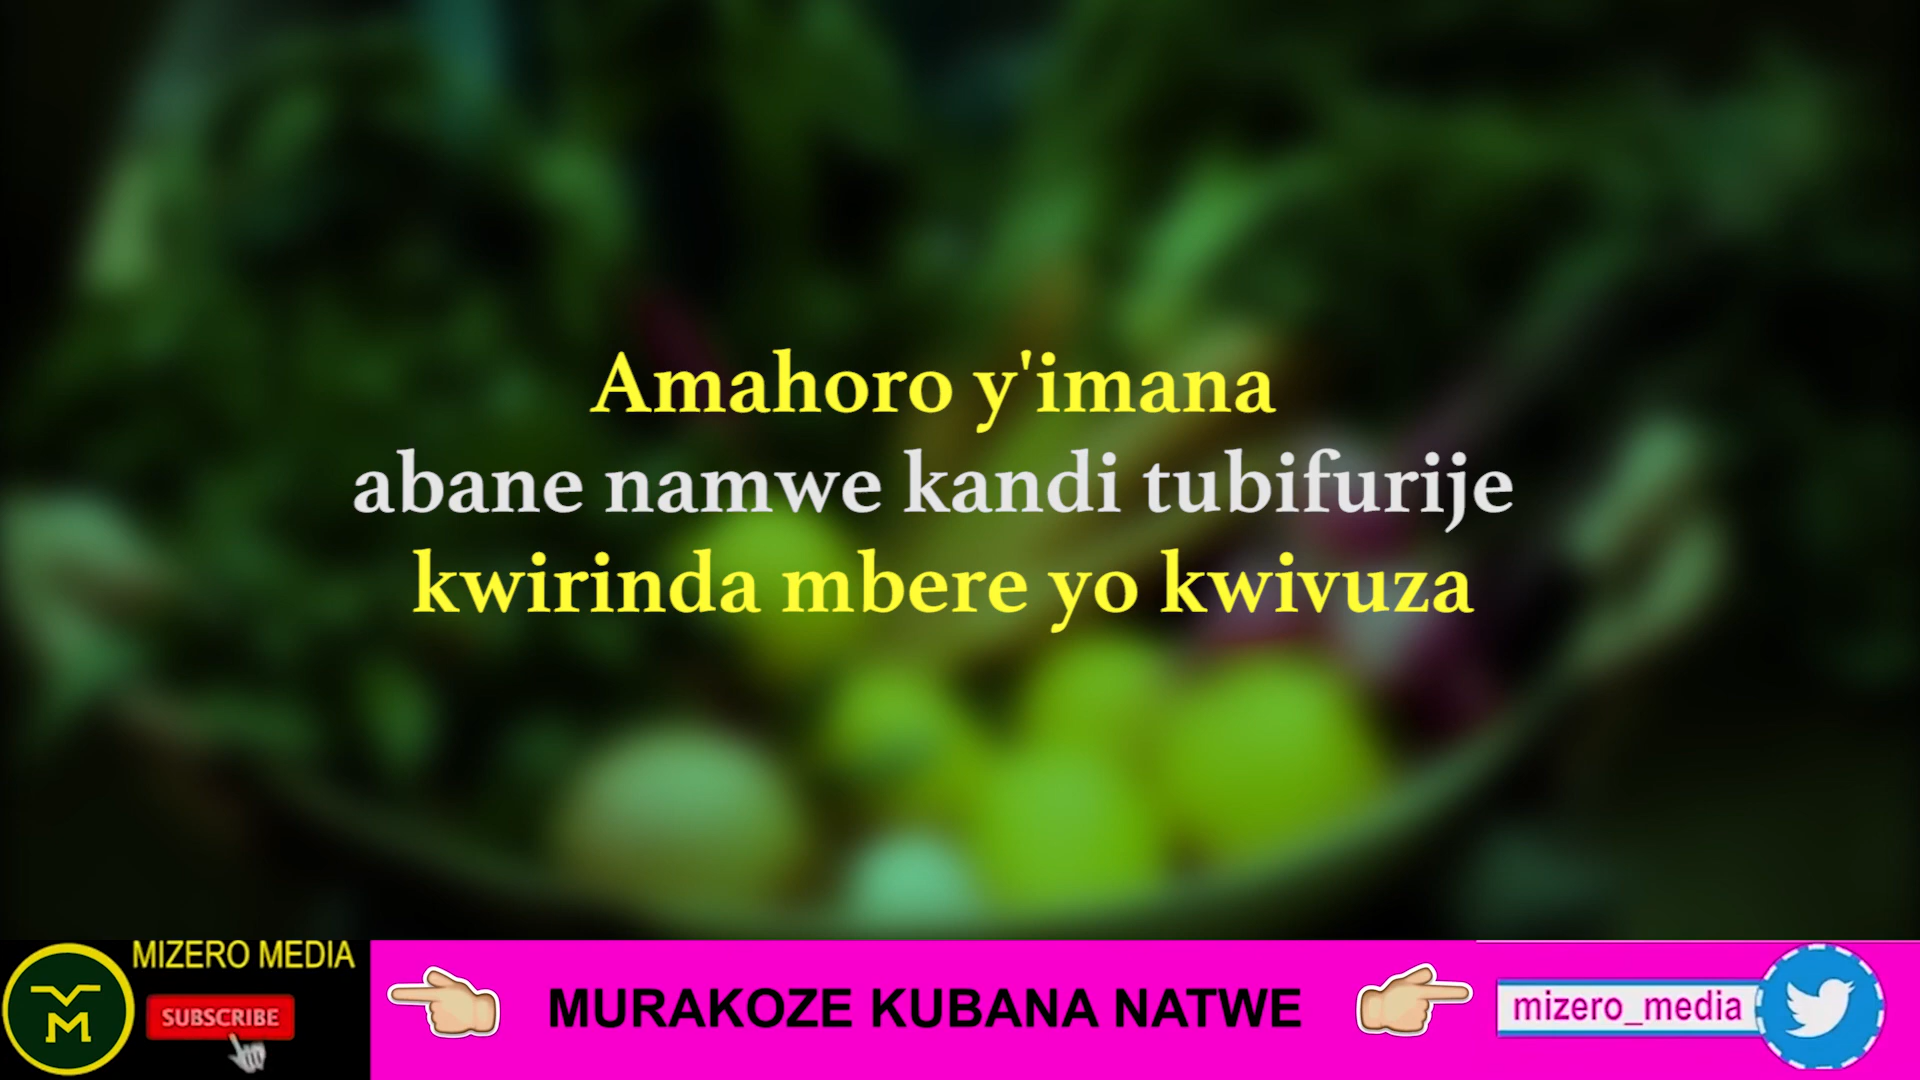 Amahoro y'imana
abane namwe kandi tubifurije
kwirinda mbere yo kwivuza
MIZERO MEDIA
SUBSCRIBE
MURAKOZE KUBANA NATWE
mizero_media